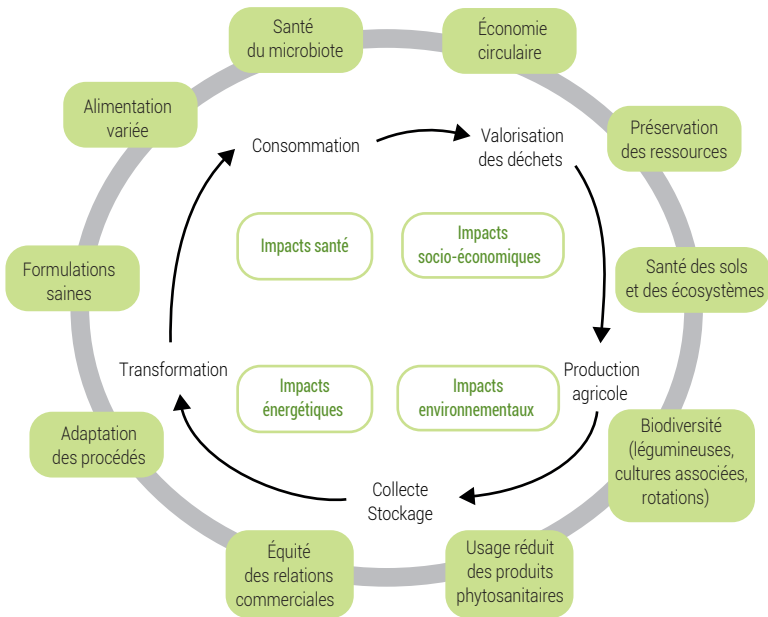 Santé
du microbiote
Économie
circulaire
Alimentation
variée
Préservation
des ressources
Consommation
Valorisation
des déchets
Impacts santé
Impacts
socio-économiques
Formulations
saines
Santé des sols
et des écosystèmes
Transformation
Impacts
énergétiques
Impacts
environnementaux
Production
agricole
Adaptation
des procédés
Biodiversité
(légumineuses,
cultures associées,
rotations)
Collecte
Stockage
Équité
des relations
commerciales
Usage réduit
des produits
phytosanitaires